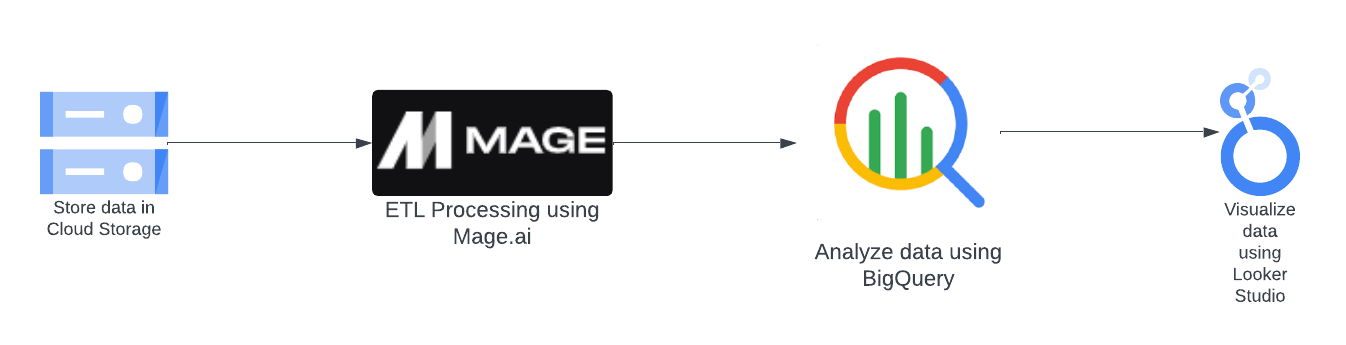 MAGE
Store data in
Cloud Storage
ETL Processing using
Mage.ai
Analyze data using
BigQuery
Visualize
data
using
Looker
Studio